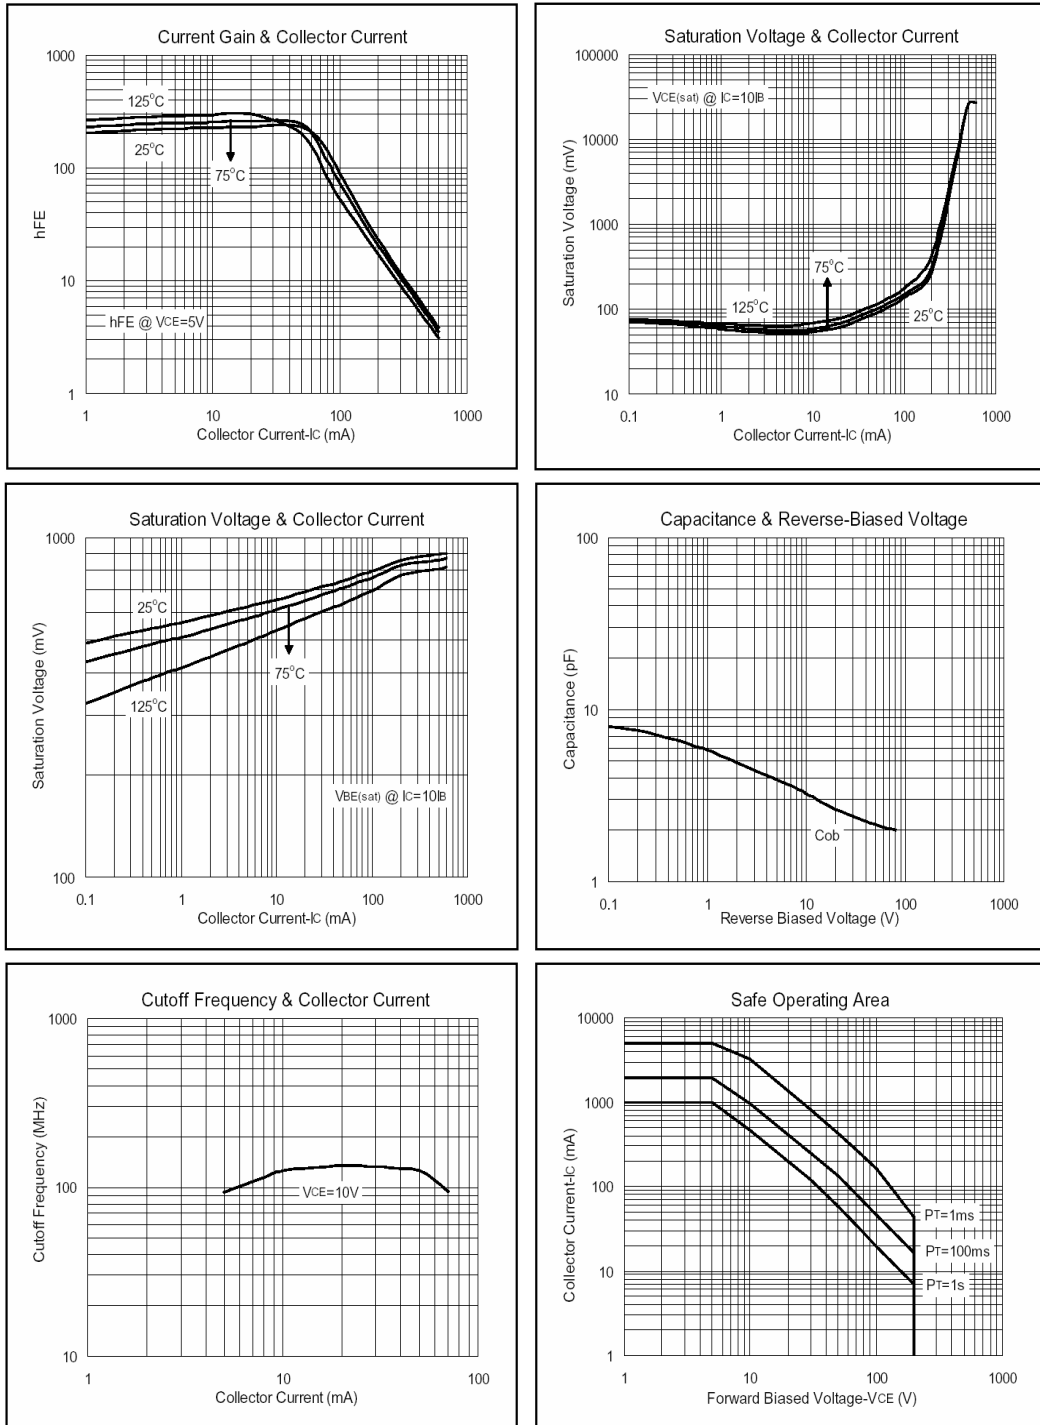 Current Gain & Collector Current
1000
100
10
1
hFE
125°C
25°C
75°C
hFE @ VCE=5V
1 10 100 1000
Collector Current-IC (mA)
Saturation Voltage & Collector Current
100000
10000
1000
100
10
Saturation Voltage (mV)
VCE(sat) @ IC=10IB
75°C
125°C
25°C
0.1 1 10 100 1000
Collector Current-IC (mA)
Saturation Voltage & Collector Current
1000
100
Saturation Voltage (mV)
25°C
75°C
125°C
VBE(sat) @ IC=10IB
0.1 1 10 100 1000
Collector Current-IC (mA)
Capacitance & Reverse-Biased Voltage
100
10
1
Capacitance (pF)
Cob
0.1 1 10 100 1000
Reverse Biased Voltage (V)
Cutoff Frequency & Collector Current
1000
100
10
Cutoff Frequency (MHz)
VCE=10V
1 10 100
Collector Current (mA)
Safe Operating Area
10000
1000
100
10
1
Collector Current-IC (mA)
PT=1ms
PT=100ms
PT=1s
1 10 100 1000
Forward Biased Voltage-VCE (V)